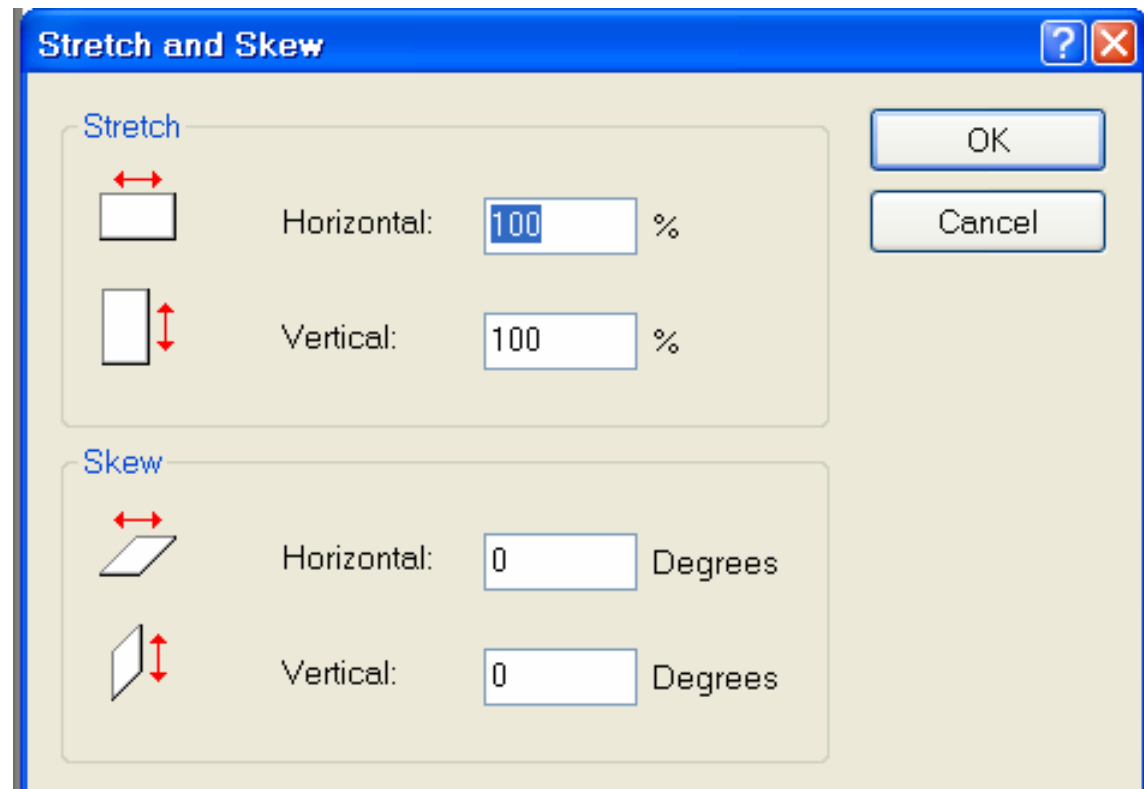 Stretch and Skew
Stretch
Horizontal: 100 %
Vertical: 100 %
Skew
Horizontal: 0 Degrees
Vertical: 0 Degrees
OK
Cancel
?